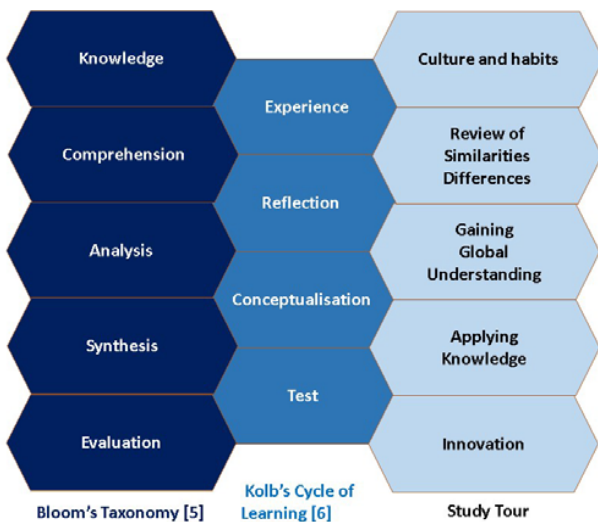 Knowledge
Comprehension
Analysis
Synthesis
Evaluation
Bloom's Taxonomy [5]
Experience
Reflection
Conceptualisation
Test
Kolb's Cycle of
Learning [6]
Culture and habits
Review of
Similarities
Differences
Gaining
Global
Understanding
Applying
Knowledge
Innovation
Study Tour